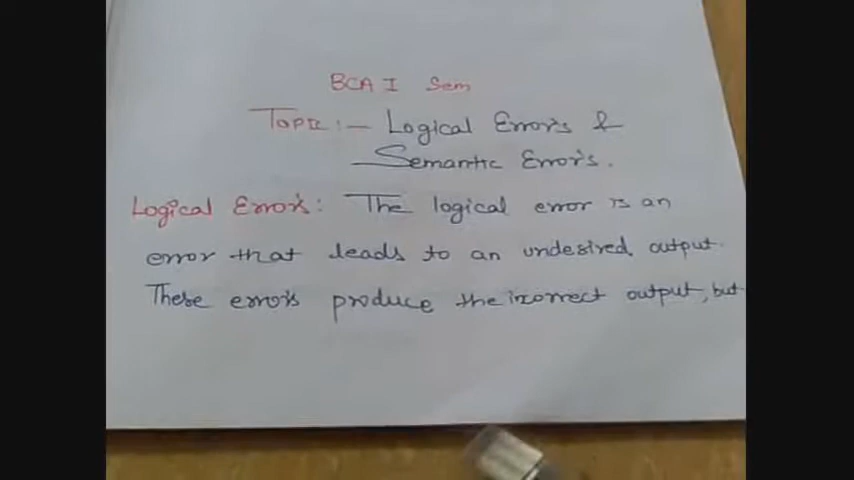 BCA I Sem
Topic :- Logical Errors &
Semantic Errors.
Logical Errors: The logical error is an
error that leads to an undesired output.
These errors produce the incorrect output, but